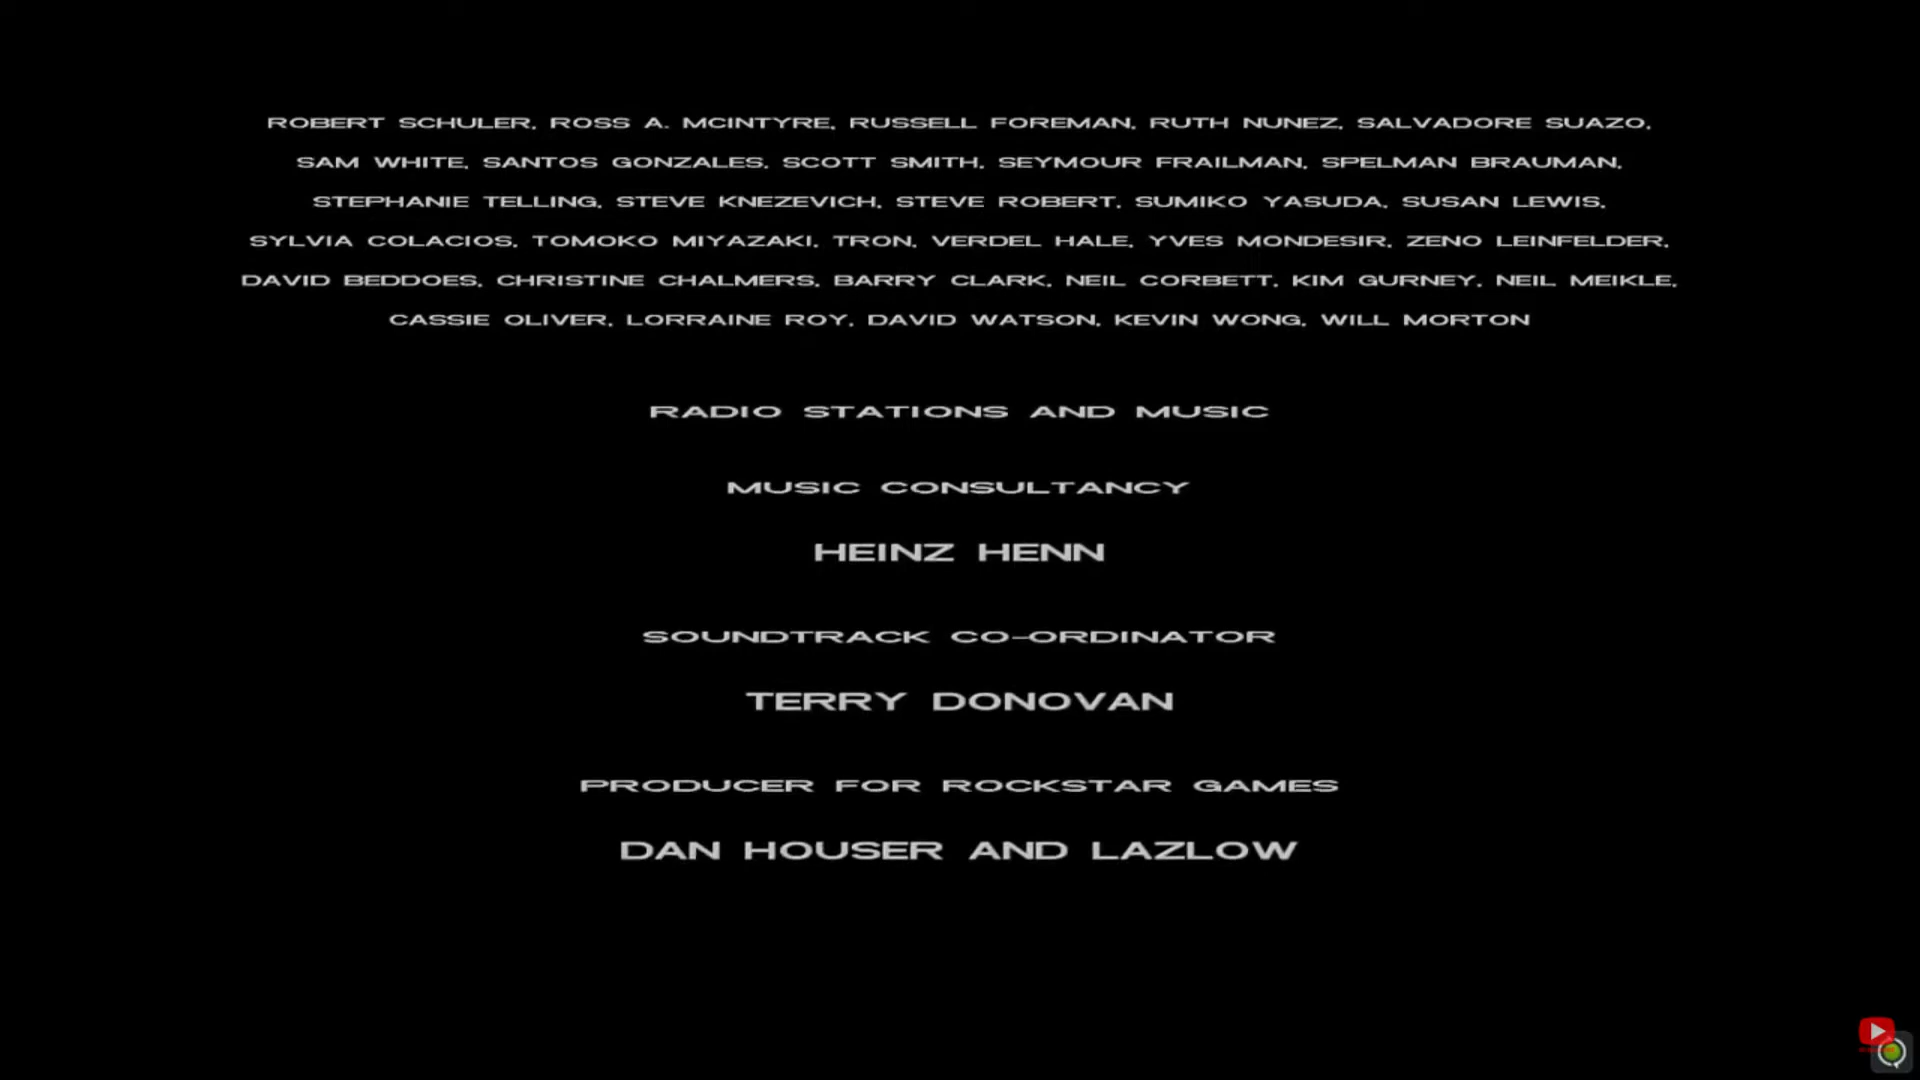 ROBERT SCHULER, ROSS A. MCINTYRE, RUSSELL FOREMAN, RUTH NUNEZ, SALVADORE SUAZO,
SAM WHITE, SANTOS GONZALES, SCOTT SMITH, SEYMOUR FRAILMAN, SPELMAN BRAUMAN,
STEPHANIE TELLING, STEVE KNEZEVICH, STEVE ROBERT, SUMIKO YASUDA, SUSAN LEWIS,
SYLVIA COLACIOS, TOMOKO MIYAZAKI, TRON, VERDEL HALE, YVES MONDESIR, ZENO LEINFELDER,
DAVID BEDDOES, CHRISTINE CHALMERS, BARRY CLARK, NEIL CORBETT, KIM GURNEY, NEIL MEIKLE,
CASSIE OLIVER, LORRAINE ROY, DAVID WATSON, KEVIN WONG, WILL MORTON
RADIO STATIONS AND MUSIC
MUSIC CONSULTANCY
HEINZ HENN
SOUNDTRACK CO-ORDINATOR
TERRY DONOVAN
PRODUCER FOR ROCKSTAR GAMES
DAN HOUSER AND LAZLOW